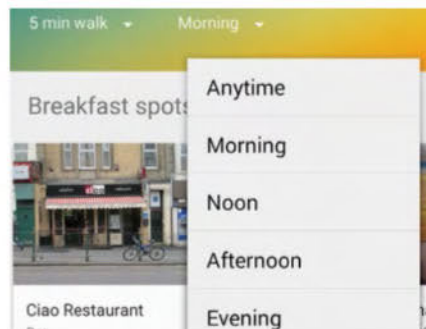 5 min walk Morning
Breakfast spots
Anytime
Morning
Noon
Afternoon
Evening
Ciao Restaurant